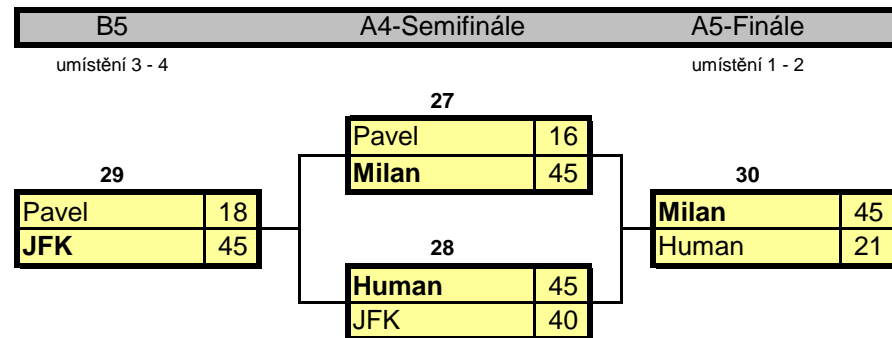 B5 A4-Semifinále A5-Finále
umístění 3 - 4 umístění 1 - 2
27
Pavel 16
Milan 45
29
Pavel 18
JFK 45
30
Milan 45
Human 21
28
Human 45
JFK 40